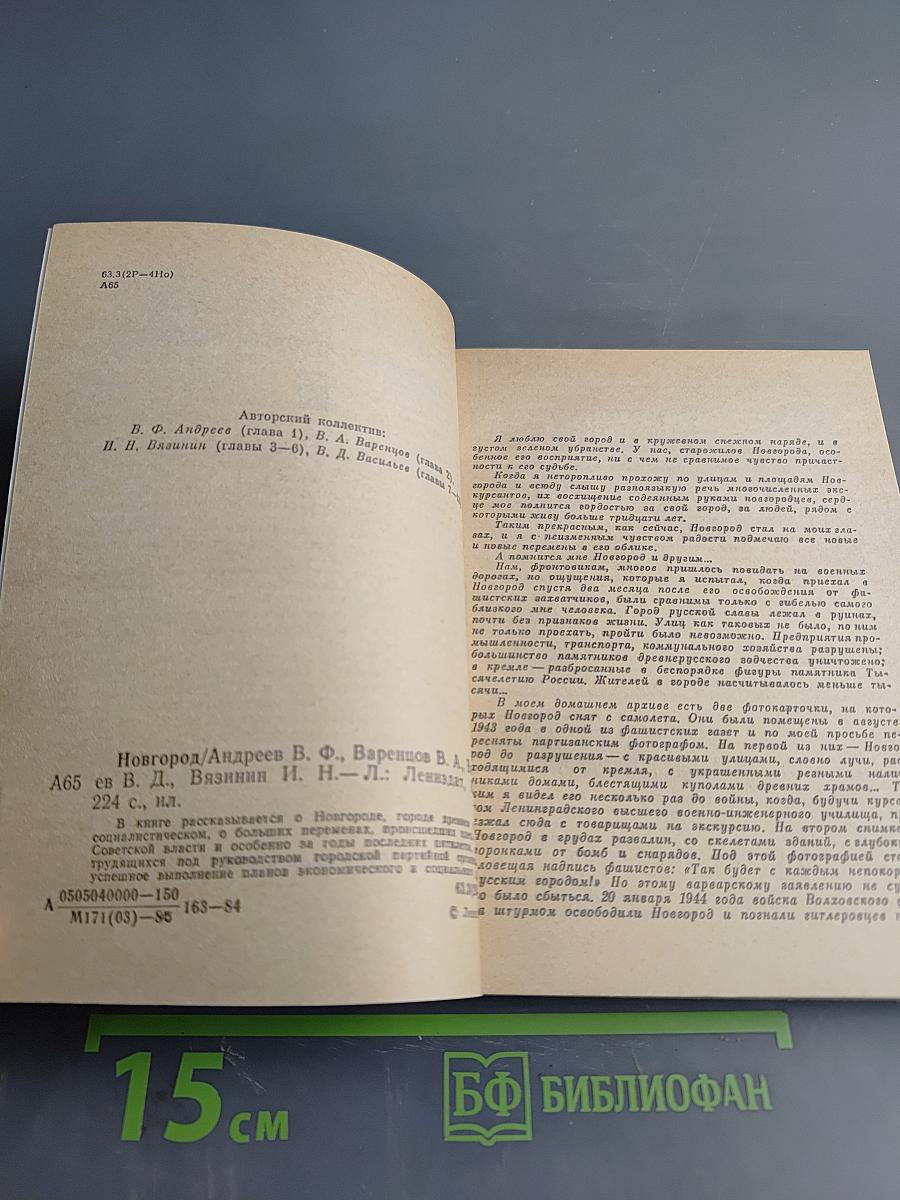 63.3(2Р—4Но)
А65
Авторский коллектив:
В. Ф. Андреев (глава 1), В. А. Варенцов (глава 2),
И. Н. Вязинин (главы 3—6), В. Д. Васильев (главы
Новгород/Андреев В. Ф., Варенцов В. А.,
А65 ев В. Д., Вязинин И. Н.— Л.: Лениздат,
224 с., ил.
В книге рассказывается о Новгороде, городе
социалистическом, о больших переменах, происшедших
Советской власти и особенно за годы последних
трудящихся под руководством городской партийной
успешное выполнение планов экономического и
А 0505040000—150
М171(03)—85 163—84
©
Я люблю свой город и в кружевном снежном наряде, и в
густом зеленом убранстве. У нас, старожилов Новгорода, осо-
бенное его восприятие, ни с чем не сравнимое чувство причаст-
ности к его судьбе.
Когда я неторопливо прохожу по улицам и площадям Нов-
города и всюду слышу разноязыкую речь многочисленных экс-
курсантов, их восхищение содеянным руками новгородцев, серд-
це мое полнится гордостью за свой город, за людей, рядом с
которыми живу больше тридцати лет.
Таким прекрасным, как сейчас, Новгород стал на моих гла-
зах, и я с неизменным чувством радости подмечаю все новые
и новые перемены в его облике.
А помнится мне Новгород и другим...
Нам, фронтовикам, многое пришлось повидать на военных
дорогах, но ощущения, которые я испытал, когда приехал в
Новгород спустя два месяца после его освобождения от фа-
шистских захватчиков, были сравнимы только с гибелью самого
близкого мне человека. Город русской славы лежал в руинах,
почти без признаков жизни. Улиц как таковых не было, по ним
не только проехать, пройти было невозможно. Предприятия про-
мышленности, транспорта, коммунального хозяйства разрушены;
большинство памятников древнерусского зодчества уничтожено;
в кремле — разбросанные в беспорядке фигуры памятника Ты-
сячелетию России. Жителей в городе насчитывалось меньше ты-
сячи...
В моем домашнем архиве есть две фотокарточки, на кото-
рых Новгород снят с самолета. Они были помещены в августе
1943 года в одной из фашистских газет и по моей просьбе пе-
ресняты партизанским фотографом. На первой из них — Новго
род до разрушения — с красивыми улицами, словно лучи, рас
ходящимися от кремля, с украшенными резными налич
никами домами, блестящими куполами древних храмов... Т
ким я видел его несколько раз до войны, когда, будучи курса
том Ленинградского высшего военно-инженерного училища, пр
езжал сюда с товарищами на экскурсию. На втором снимке
Новгород в грудах развалин, со скелетами зданий, с глубоки
воронками от бомб и снарядов. Под этой фотографией сто
ловещая надпись фашистов: «Так будет с каждым непокор
русским городом!» Но этому варварскому заявлению не су
о было сбыться. 20 января 1944 года войска Волховского ф
а штурмом освободили Новгород и погнали гитлеровцев н
15 см
БФ БИБЛИОФАН